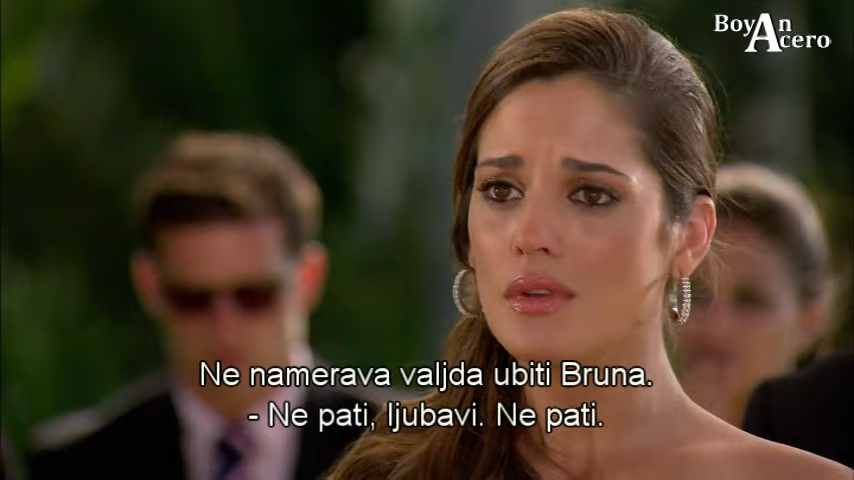 BoyAn
Acero
Ne namerava valjda ubiti Bruna.
- Ne pati, ljubavi. Ne pati.